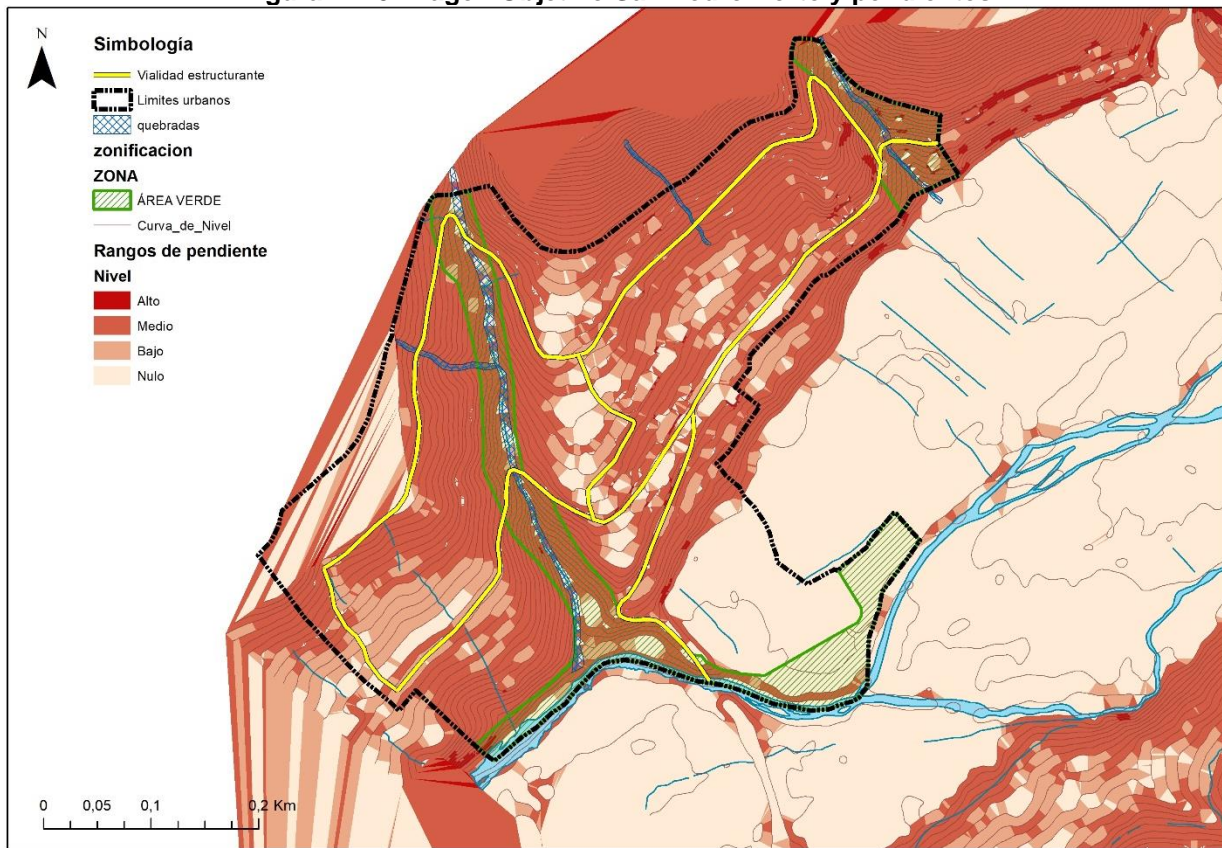 Simbología
N
Vialidad estructurante
Limites urbanos
quebradas
zonificacion
ZONA
ÁREA VERDE
Curva_de_Nivel
Rangos de pendiente
Nivel
Alto
Medio
Bajo
Nulo
0 0,05 0,1 0,2 Km